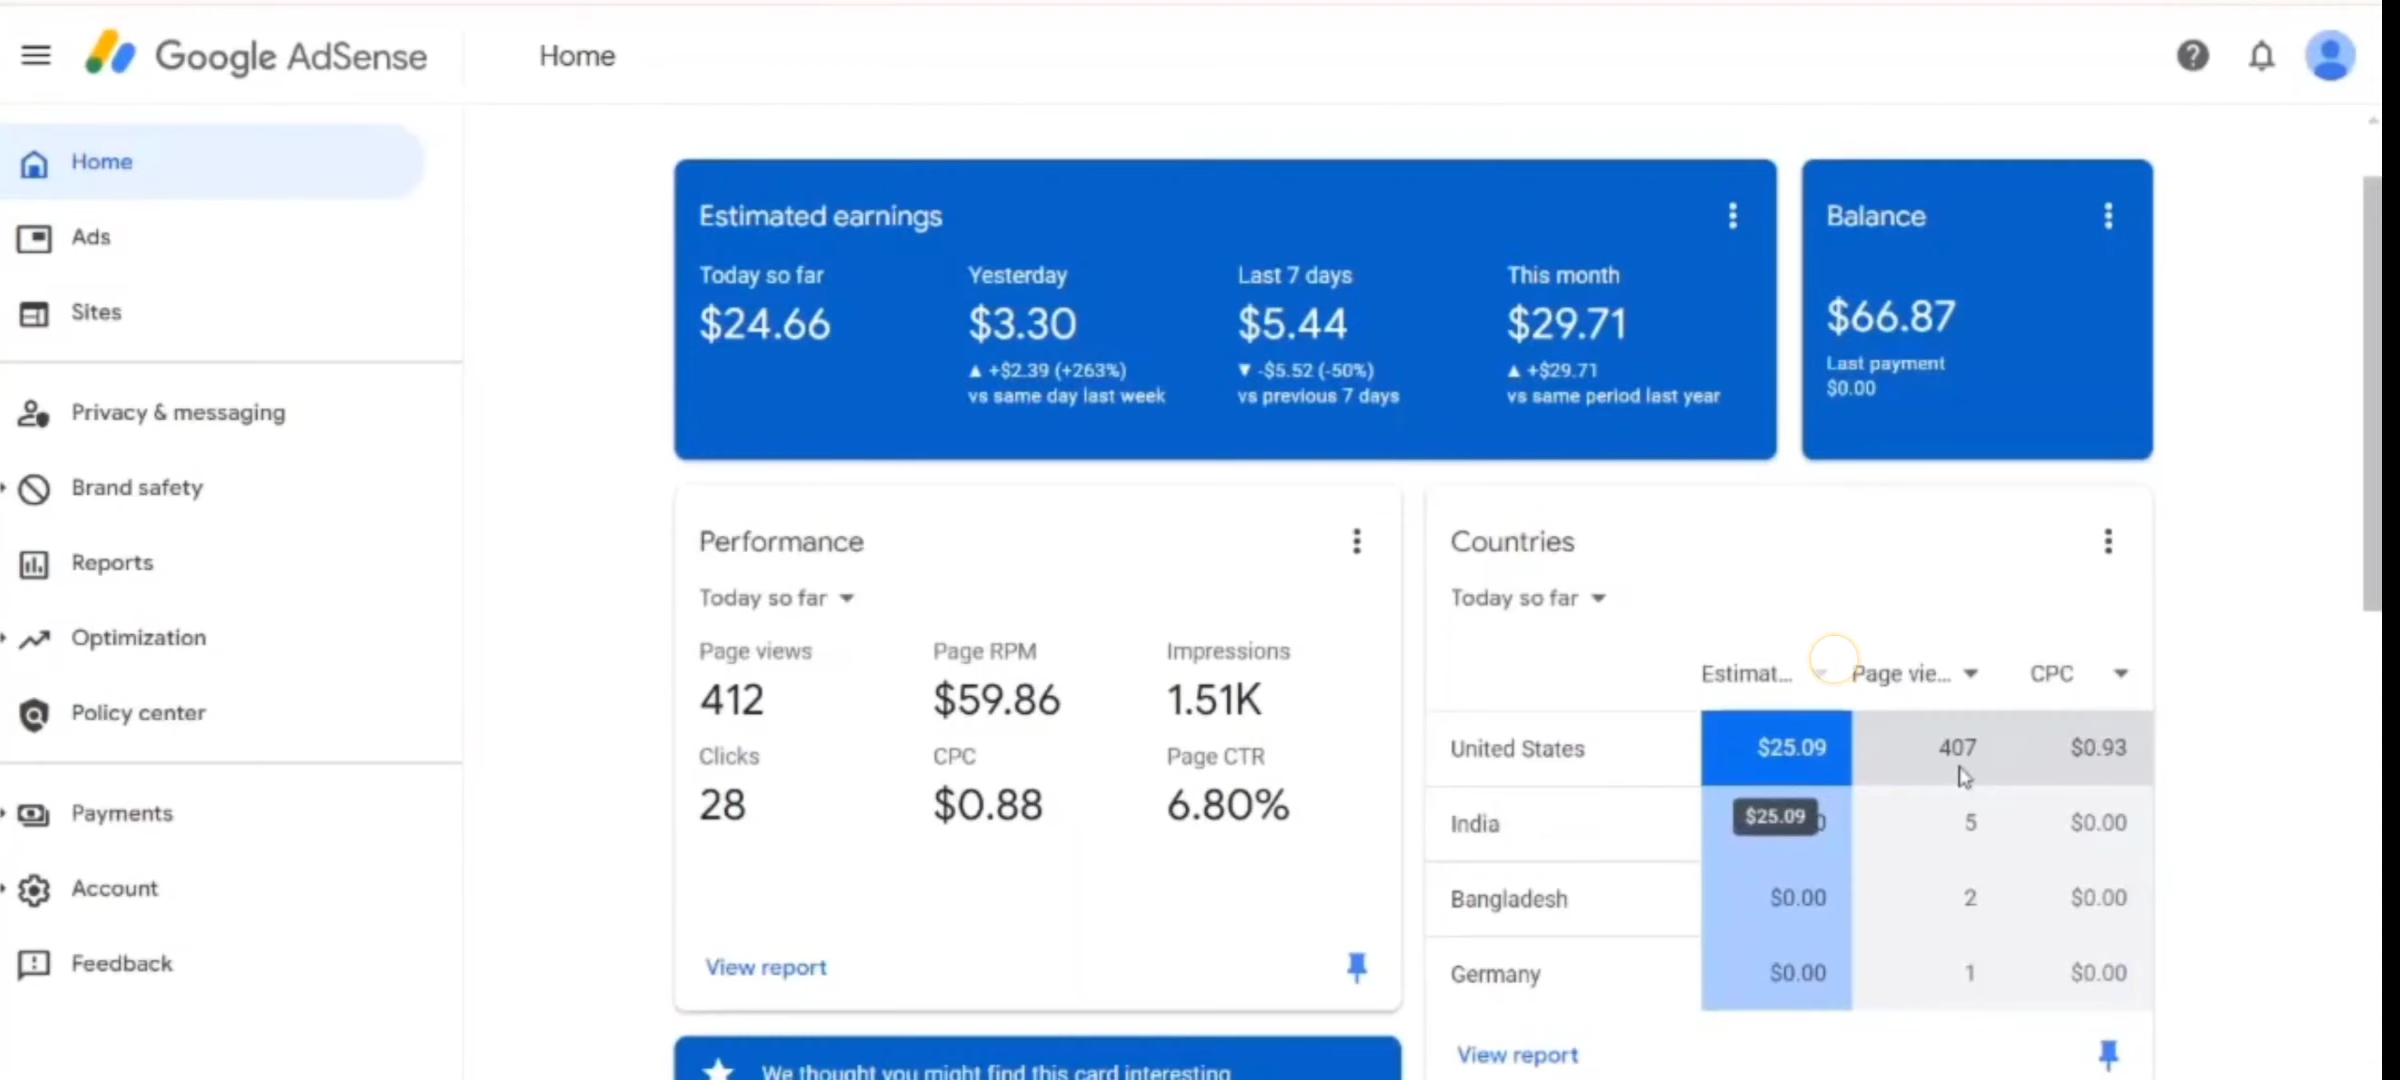 Google AdSense
Home
Home
Ads
Sites
Privacy & messaging
Brand safety
Reports
Optimization
Policy center
Payments
Account
Feedback
Estimated earnings
Today so far
$24.66
Yesterday
$3.30
▲ +$2.39 (+263%)
vs same day last week
Last 7 days
$5.44
▼ -$5.52 (-50%)
vs previous 7 days
This month
$29.71
▲ +$29.71
vs same period last year
Balance
$66.87
Last payment
$0.00
Performance
Today so far
Page views
412
Page RPM
$59.86
Impressions
1.51K
Clicks
28
CPC
$0.88
Page CTR
6.80%
View report
Countries
Today so far
Estimat... Page vie... CPC
United States $25.09 407 $0.93
$25.09
India 5 $0.00
Bangladesh $0.00 2 $0.00
Germany $0.00 1 $0.00
View report
We thought you might find this card interesting